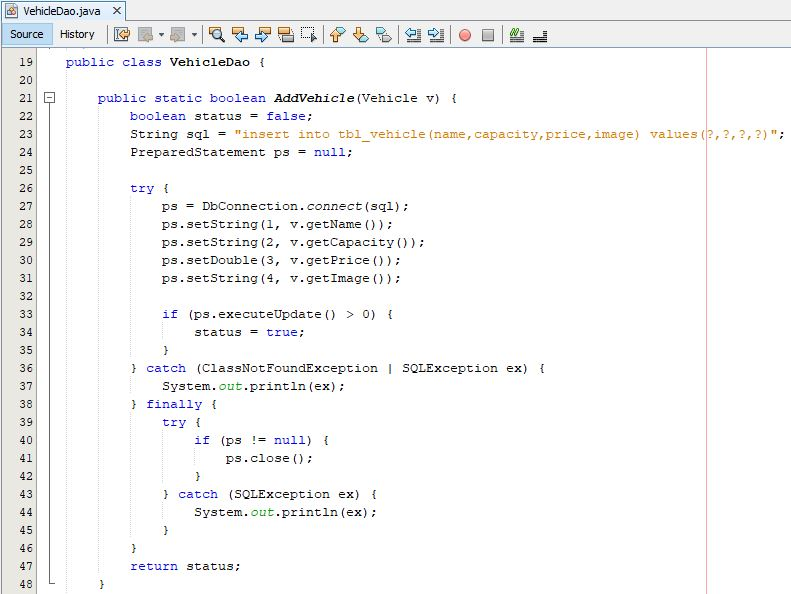 VehicleDao.java
Source History
19 public class VehicleDao {
20
21 public static boolean AddVehicle(Vehicle v) {
22 boolean status = false;
23 String sql = "insert into tbl_vehicle(name,capacity,price,image) values(?,?,?,?)";
24 PreparedStatement ps = null;
25
26 try {
27 ps = DbConnection.connect(sql);
28 ps.setString(1, v.getName());
29 ps.setString(2, v.getCapacity());
30 ps.setDouble(3, v.getPrice());
31 ps.setString(4, v.getImage());
32
33 if (ps.executeUpdate() > 0) {
34 status = true;
35 }
36 } catch (ClassNotFoundException | SQLException ex) {
37 System.out.println(ex);
38 } finally {
39 try {
40 if (ps != null) {
41 ps.close();
42 }
43 } catch (SQLException ex) {
44 System.out.println(ex);
45 }
46 }
47 return status;
48 }